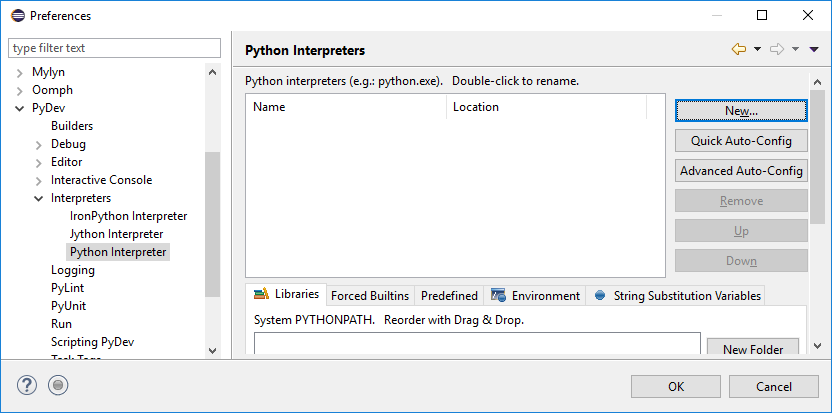 Preferences
type filter text
Mylyn
Oomph
PyDev
Builders
Debug
Editor
Interactive Console
Interpreters
IronPython Interpreter
Jython Interpreter
Python Interpreter
Logging
PyLint
PyUnit
Run
Scripting PyDev
Task Tags
Python Interpreters
Python interpreters (e.g.: python.exe).   Double-click to rename.
Name Location
New...
Quick Auto-Config
Advanced Auto-Config
Remove
Up
Down
Libraries Forced Builtins Predefined Environment String Substitution Variables
System PYTHONPATH.   Reorder with Drag & Drop.
New Folder
OK Cancel